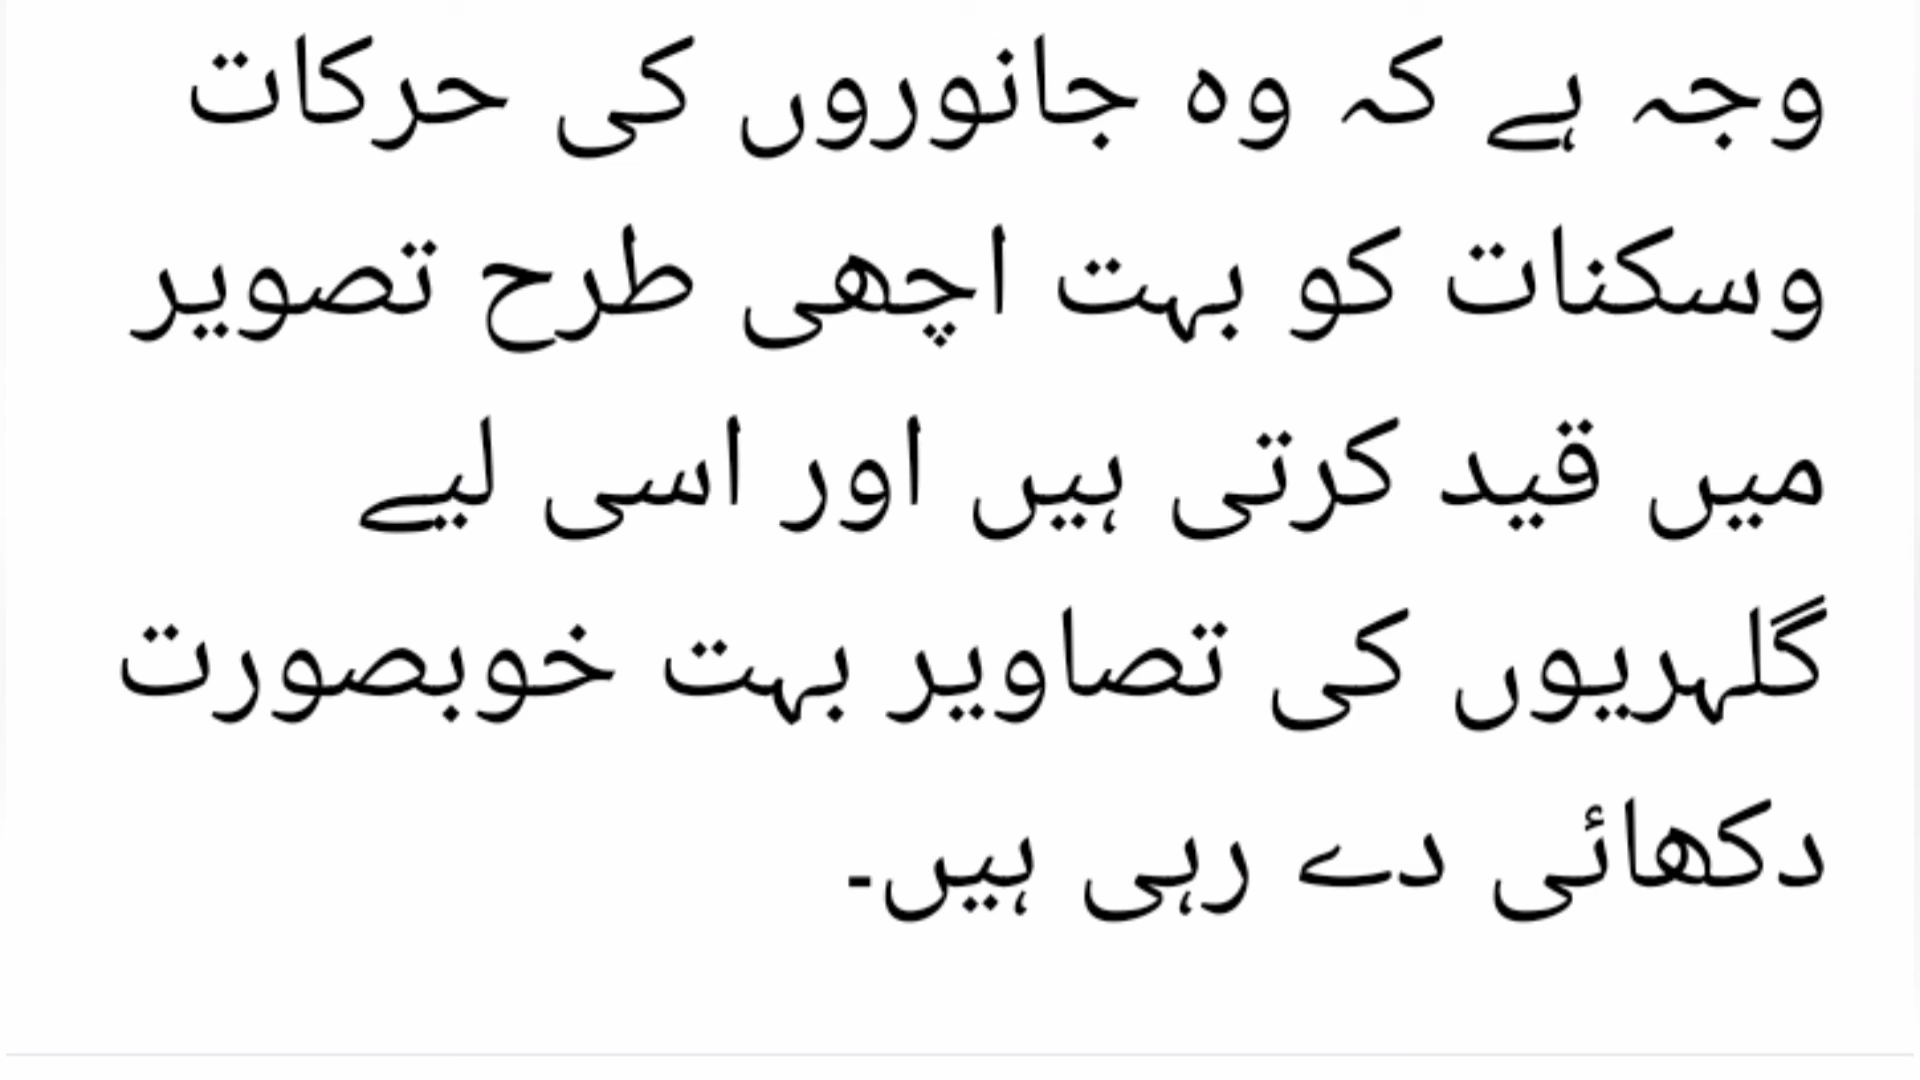 وجہ ہے کہ وہ جانوروں کی حرکات
وسکنات کو بہت اچھی طرح تصویر
میں قید کرتی ہیں اور اسی لیے
گلہریوں کی تصاویر بہت خوبصورت
دکھائی دے رہی ہیں۔